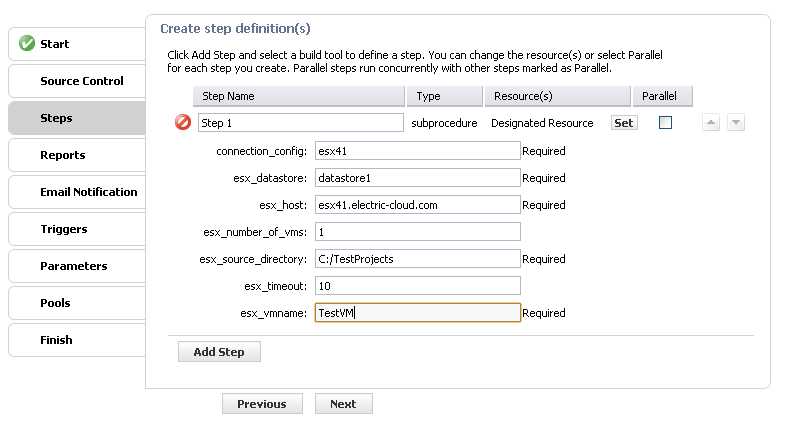 Create step definition(s)
Start
Source Control
Steps
Reports
Email Notification
Triggers
Parameters
Pools
Finish
Click Add Step and select a build tool to define a step. You can change the resource(s) or select Parallel
for each step you create. Parallel steps run concurrently with other steps marked as Parallel.
Step Name Type Resource(s) Parallel
Step 1 subprocedure Designated Resource Set
connection_config: esx41 Required
esx_datastore: datastore1 Required
esx_host: esx41.electric-cloud.com Required
esx_number_of_vms: 1
esx_source_directory: C:/TestProjects Required
esx_timeout: 10
esx_vmname: TestVM Required
Add Step
Previous Next